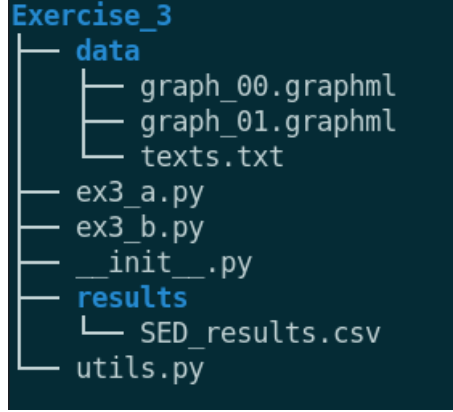 Exercise_3
data
graph_00.graphml
graph_01.graphml
texts.txt
ex3_a.py
ex3_b.py
__init__.py
results
SED_results.csv
utils.py